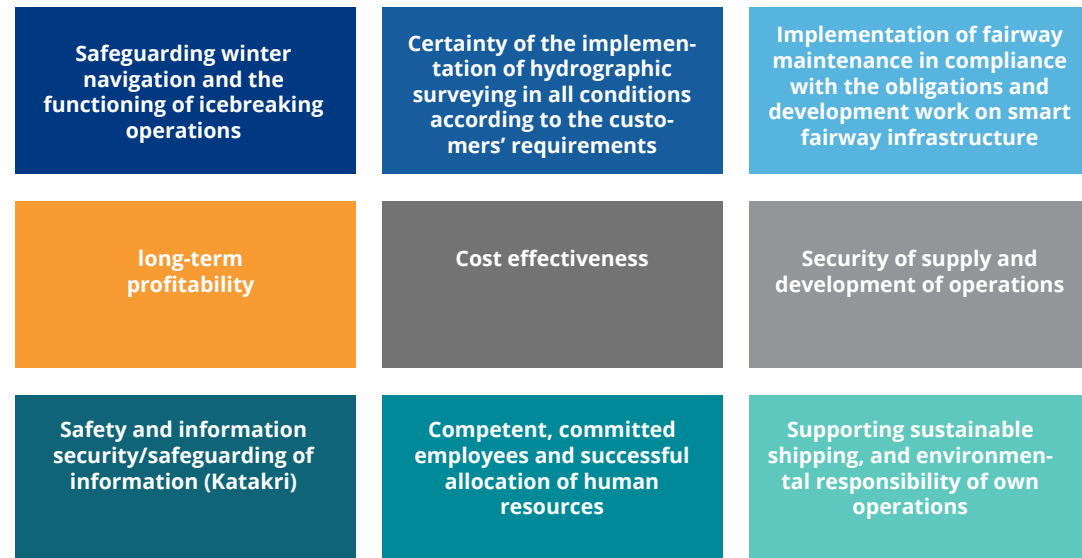 Safeguarding winter
navigation and the
functioning of icebreaking
operations
Certainty of the implemen-
tation of hydrographic
surveying in all conditions
according to the custo-
mers' requirements
Implementation of fairway
maintenance in compliance
with the obligations and
development work on smart
fairway infrastructure
long-term
profitability
Cost effectiveness
Security of supply and
development of operations
Safety and information
security/safeguarding of
information (Katakri)
Competent, committed
employees and successful
allocation of human
resources
Supporting sustainable
shipping, and environmen-
tal responsibility of own
operations